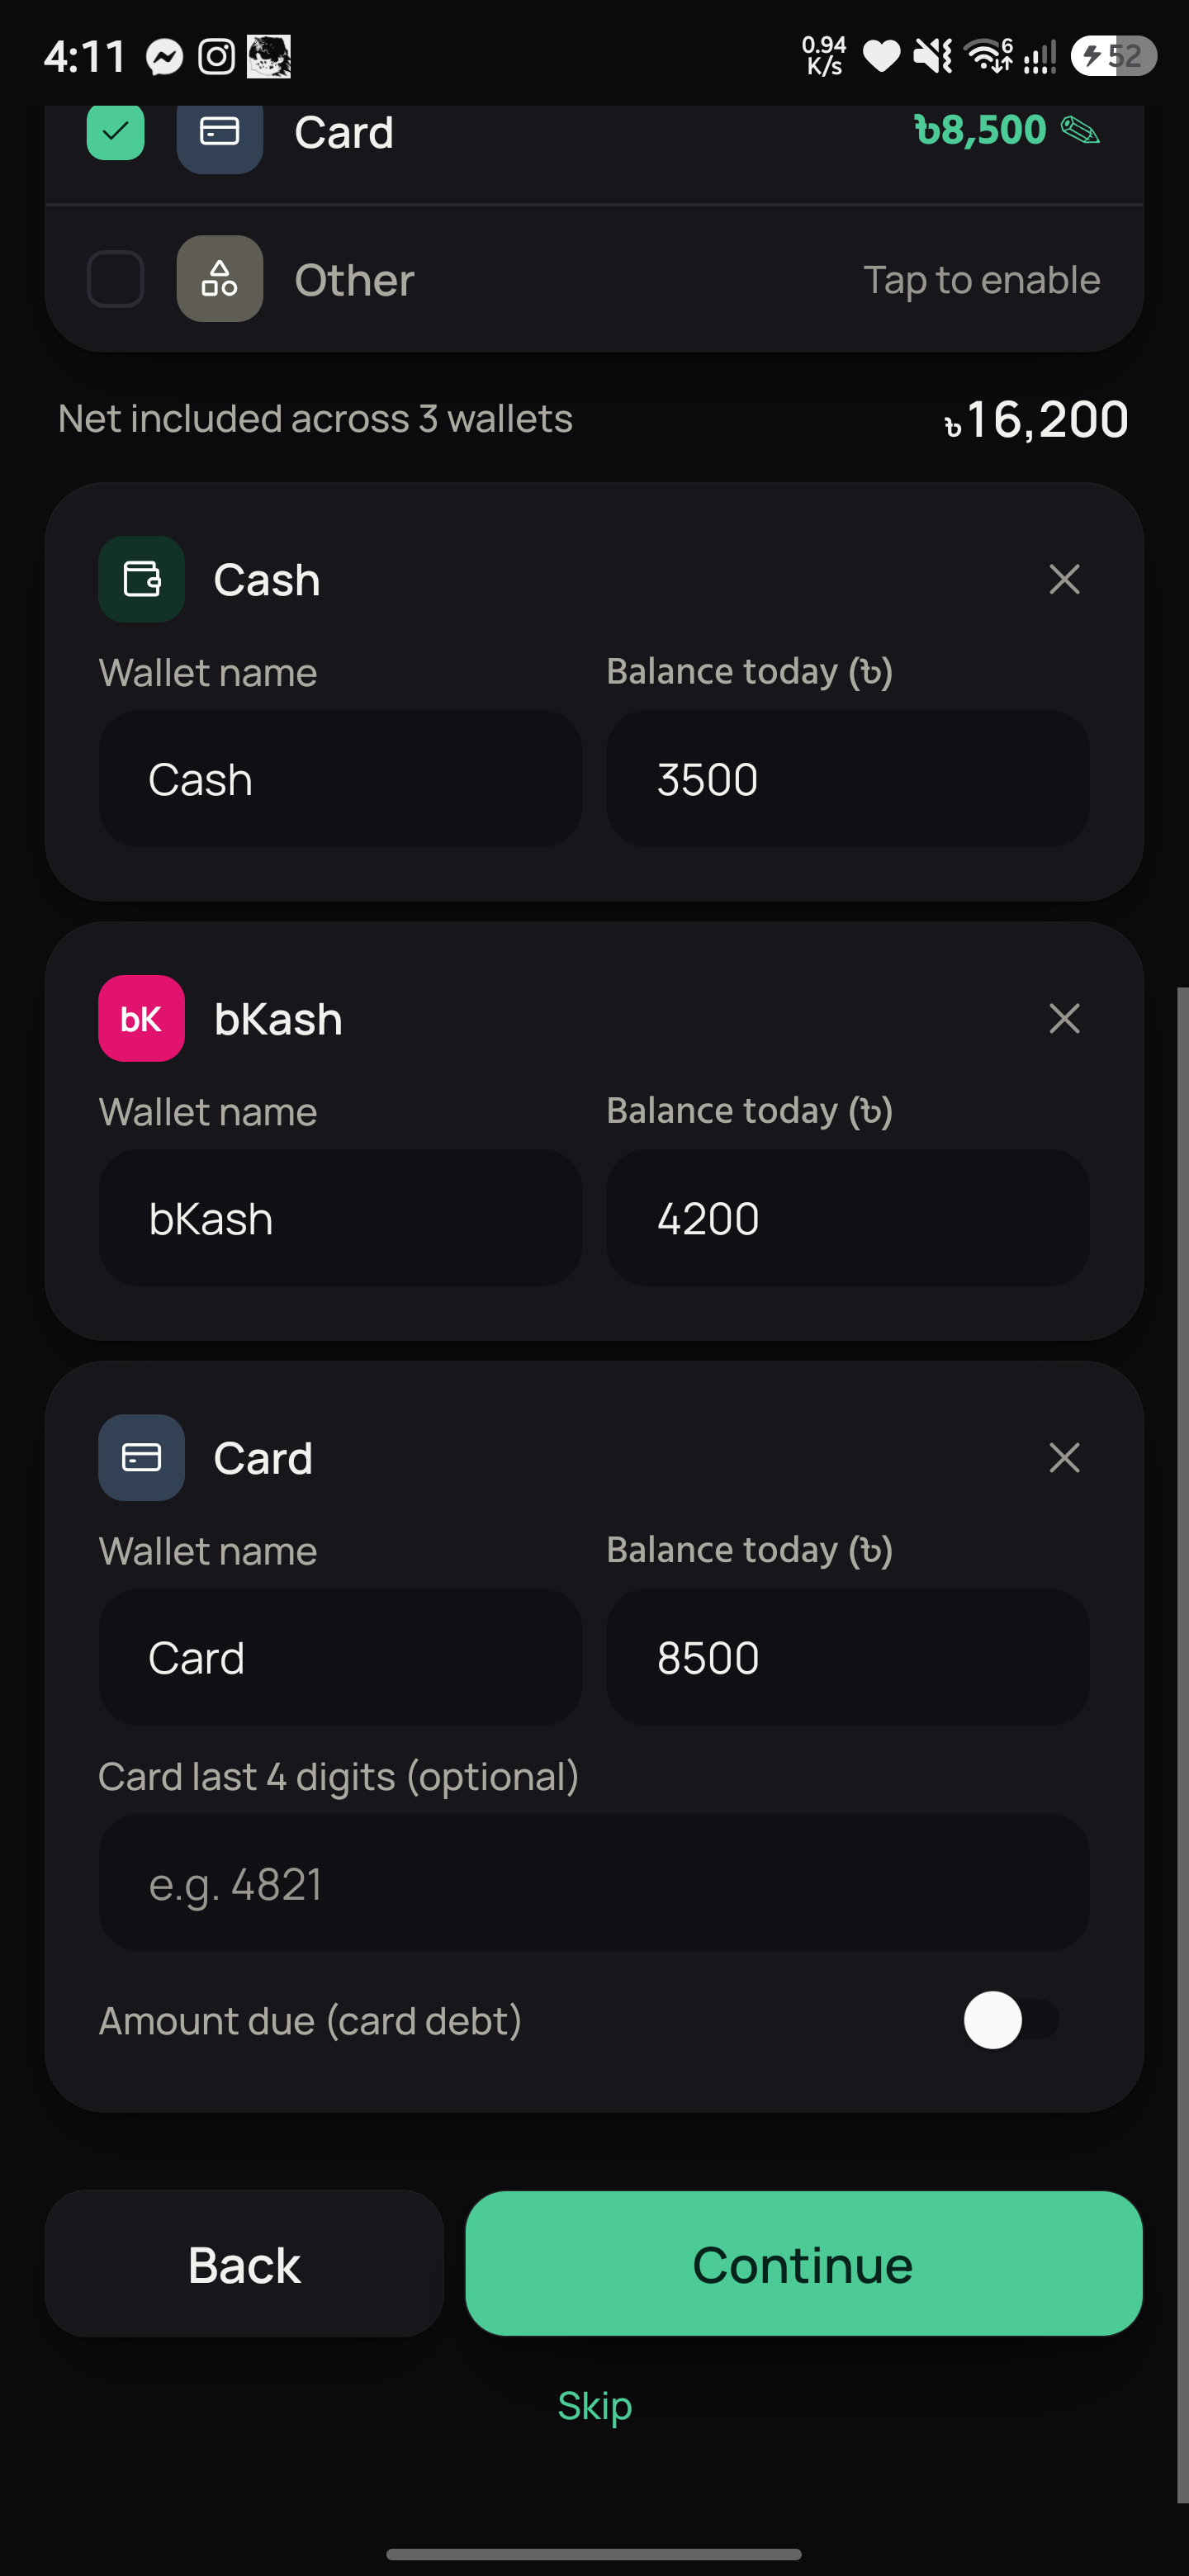 4:11
0.94
K/s
6
52
Card
৳8,500
Other
Tap to enable
Net included across 3 wallets
৳16,200
Cash
Wallet name
Balance today (৳)
Cash
3500
bK
bKash
Wallet name
Balance today (৳)
bKash
4200
Card
Wallet name
Balance today (৳)
Card
8500
Card last 4 digits (optional)
e.g. 4821
Amount due (card debt)
Back
Continue
Skip